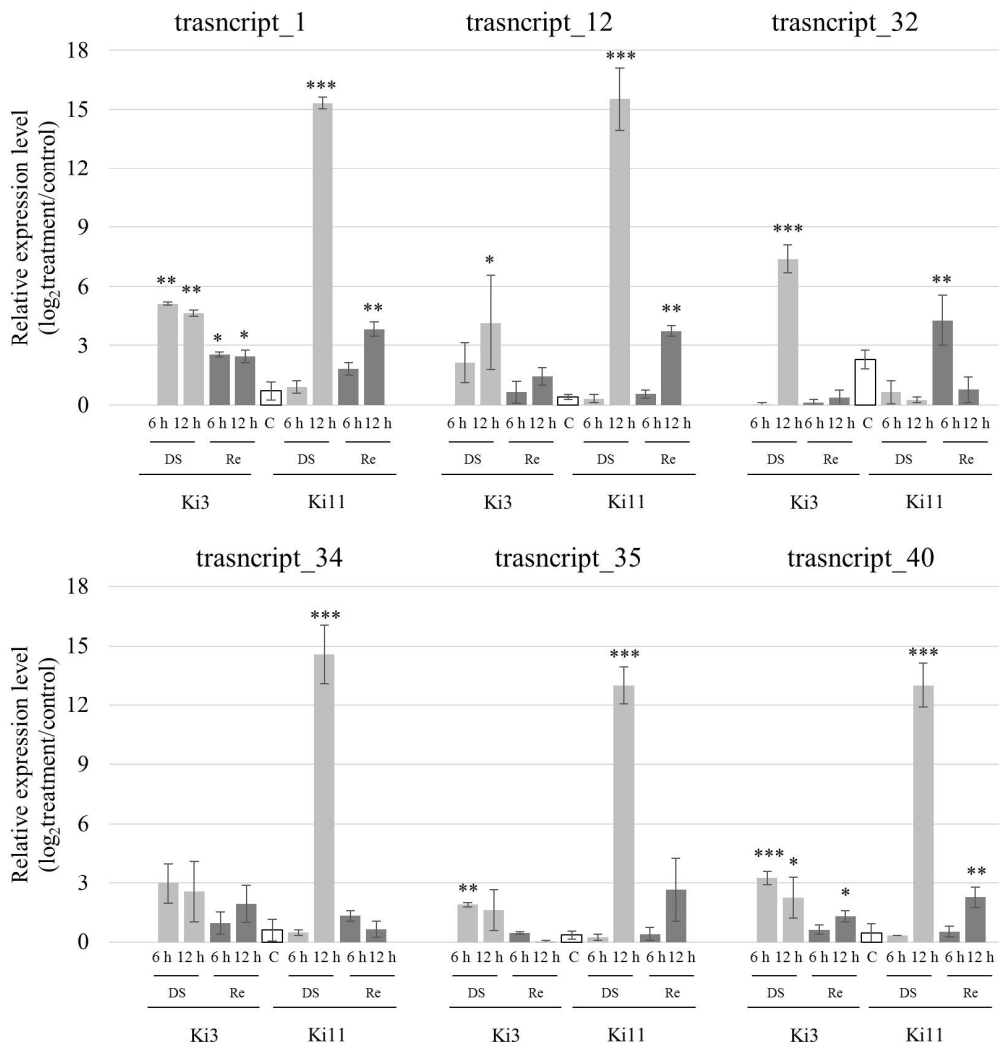 trasncript_1 trasncript_12 trasncript_32
Relative expression level
(log2treatment/control)
18
15
12
9
6
3
0
** ** * * *** **
* *** **
*** **
6 h 12 h 6 h 12 h C 6 h 12 h 6 h 12 h
DS Re DS Re
Ki3 Ki11
6 h 12 h 6 h 12 h C 6 h 12 h 6 h 12 h
DS Re DS Re
Ki3 Ki11
6 h 12 h 6 h 12 h C 6 h 12 h 6 h 12 h
DS Re DS Re
Ki3 Ki11
trasncript_34 trasncript_35 trasncript_40
Relative expression level
(log2treatment/control)
18
15
12
9
6
3
0
***
** ***
*** * * *** **
6 h 12 h 6 h 12 h C 6 h 12 h 6 h 12 h
DS Re DS Re
Ki3 Ki11
6 h 12 h 6 h 12 h C 6 h 12 h 6 h 12 h
DS Re DS Re
Ki3 Ki11
6 h 12 h 6 h 12 h C 6 h 12 h 6 h 12 h
DS Re DS Re
Ki3 Ki11